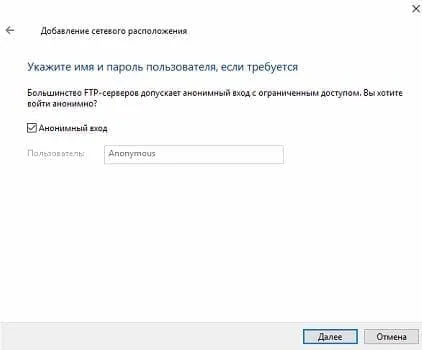 Добавление сетевого расположения
Укажите имя и пароль пользователя, если требуется
Большинство FTP-серверов допускает анонимный вход с ограниченным доступом. Вы хотите
войти анонимно?
Анонимный вход
Пользователь: Anonymous
Далее Отмена